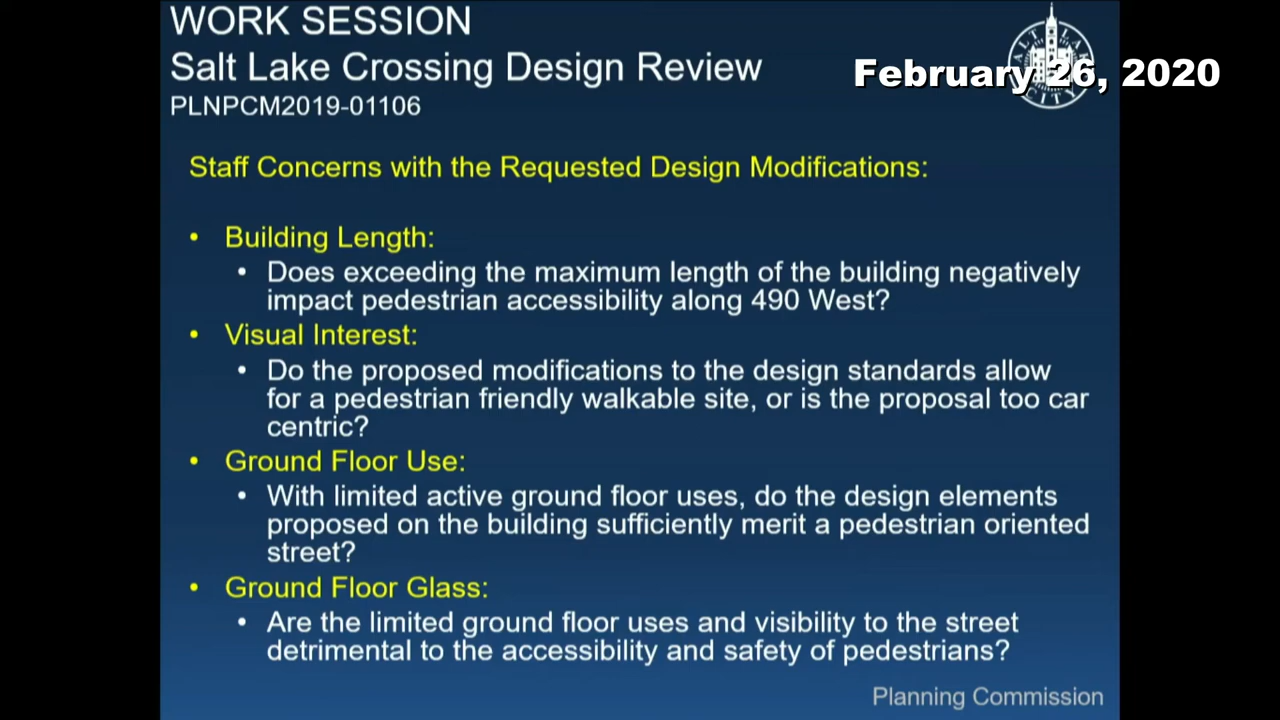 WORK SESSION
Salt Lake Crossing Design Review
February 26, 2020
PLNPCM2019-01106
Staff Concerns with the Requested Design Modifications:
• Building Length:
• Does exceeding the maximum length of the building negatively
impact pedestrian accessibility along 490 West?
• Visual Interest:
• Do the proposed modifications to the design standards allow
for a pedestrian friendly walkable site, or is the proposal too car
centric?
• Ground Floor Use:
• With limited active ground floor uses, do the design elements
proposed on the building sufficiently merit a pedestrian oriented
street?
• Ground Floor Glass:
• Are the limited ground floor uses and visibility to the street
detrimental to the accessibility and safety of pedestrians?
Planning Commission